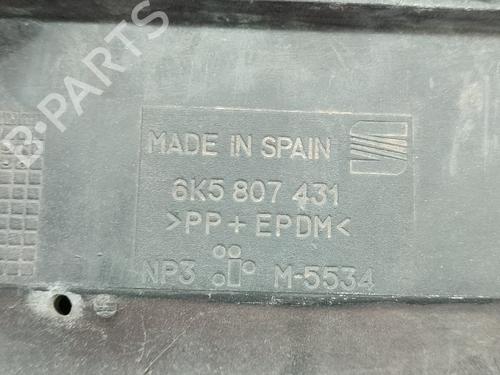 B-PARTS
MADE IN SPAIN
6K5 807 431
>PP + EPDM<
NP3 M-5534